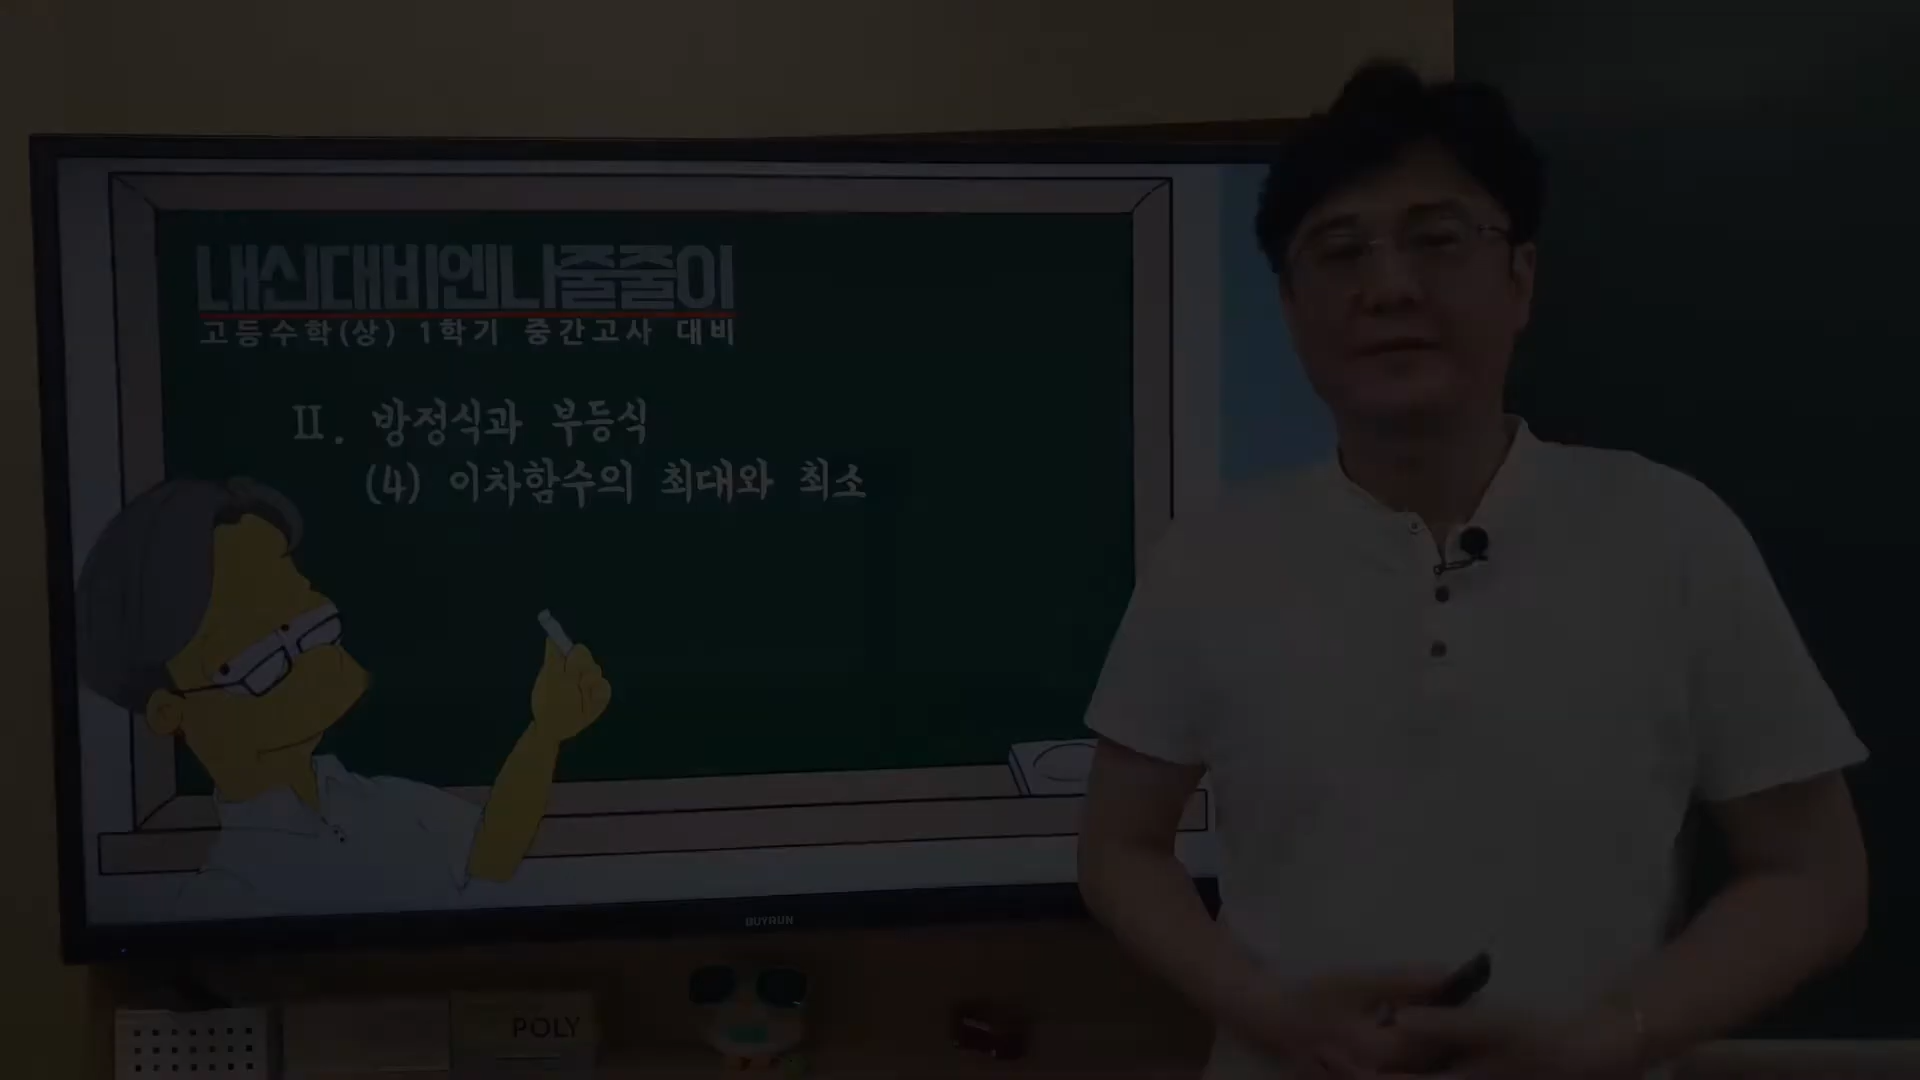 내신대비엔나줄줄이
고등수학(상) 1학기 중간고사 대비
Ⅱ. 방정식과 부등식
(4) 이차함수의 최대와 최소
BUYRUN
POLY